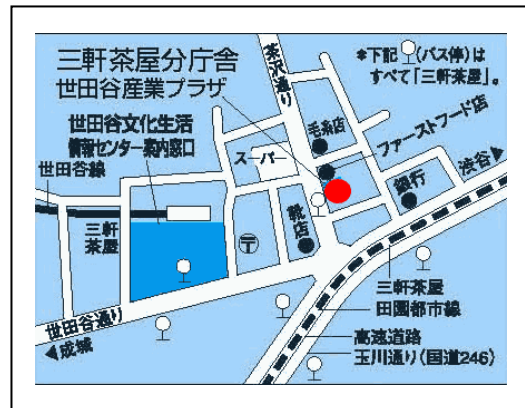 三軒茶屋分庁舎
世田谷産業プラザ
茶沢通り
*下記 (バス停)は
すべて「三軒茶屋」。
世田谷文化生活
情報センター案内窓口
世田谷線
スーパー
毛糸店
ファーストフード店
渋谷
銀行
三軒
茶屋
靴店
三軒茶屋
田園都市線
世田谷通り
成城
高速道路
玉川通り(国道246)